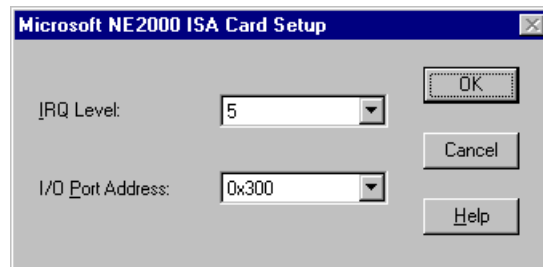 Microsoft NE2000 ISA Card Setup
OK
IRQ Level: 5
Cancel
I/O Port Address: 0x300
Help